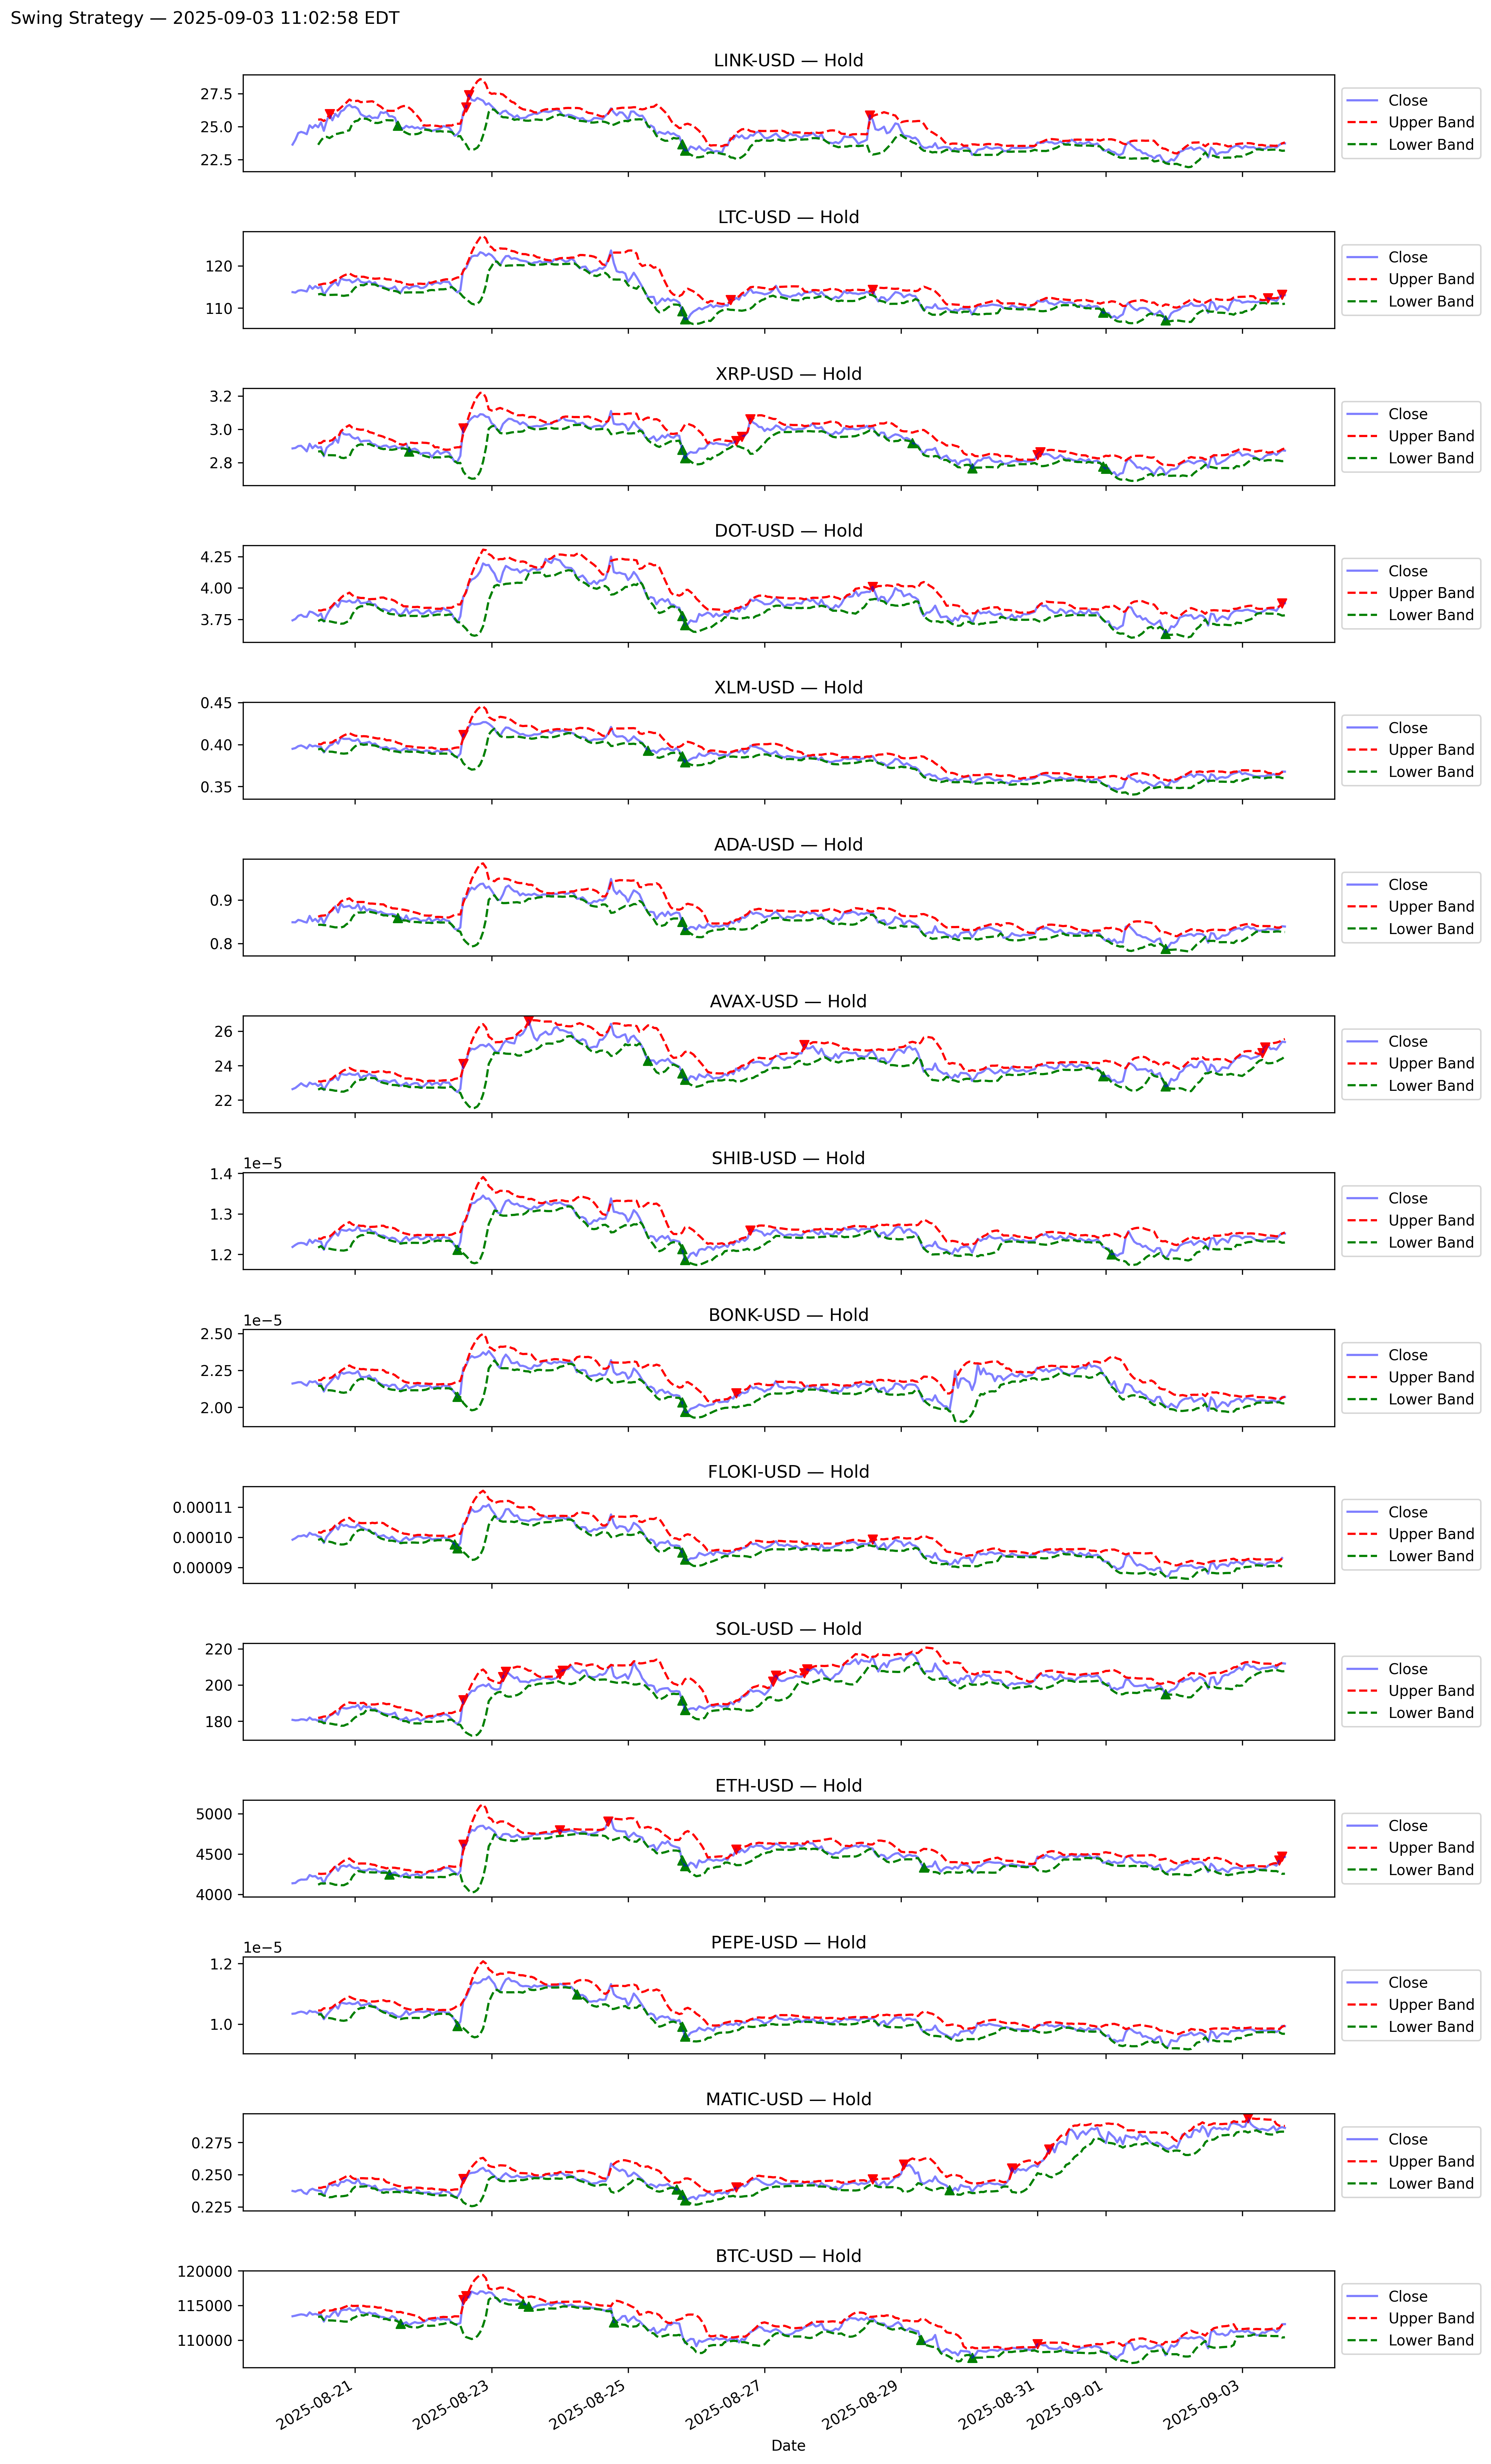 Swing Strategy — 2025-09-03 11:02:58 EDT
LINK-USD — Hold
27.5
25.0
22.5
Close
Upper Band
Lower Band
LTC-USD — Hold
120
110
Close
Upper Band
Lower Band
XRP-USD — Hold
3.2
3.0
2.8
Close
Upper Band
Lower Band
DOT-USD — Hold
4.25
4.00
3.75
Close
Upper Band
Lower Band
XLM-USD — Hold
0.45
0.40
0.35
Close
Upper Band
Lower Band
ADA-USD — Hold
0.9
0.8
Close
Upper Band
Lower Band
AVAX-USD — Hold
26
24
22
Close
Upper Band
Lower Band
SHIB-USD — Hold
1e−5
1.4
1.3
1.2
Close
Upper Band
Lower Band
BONK-USD — Hold
1e−5
2.50
2.25
2.00
Close
Upper Band
Lower Band
FLOKI-USD — Hold
0.00011
0.00010
0.00009
Close
Upper Band
Lower Band
SOL-USD — Hold
220
200
180
Close
Upper Band
Lower Band
ETH-USD — Hold
5000
4500
4000
Close
Upper Band
Lower Band
PEPE-USD — Hold
1e−5
1.2
1.0
Close
Upper Band
Lower Band
MATIC-USD — Hold
0.275
0.250
0.225
Close
Upper Band
Lower Band
BTC-USD — Hold
120000
115000
110000
Close
Upper Band
Lower Band
2025-08-21
2025-08-23
2025-08-25
2025-08-27
2025-08-29
2025-08-31
2025-09-01
2025-09-03
Date